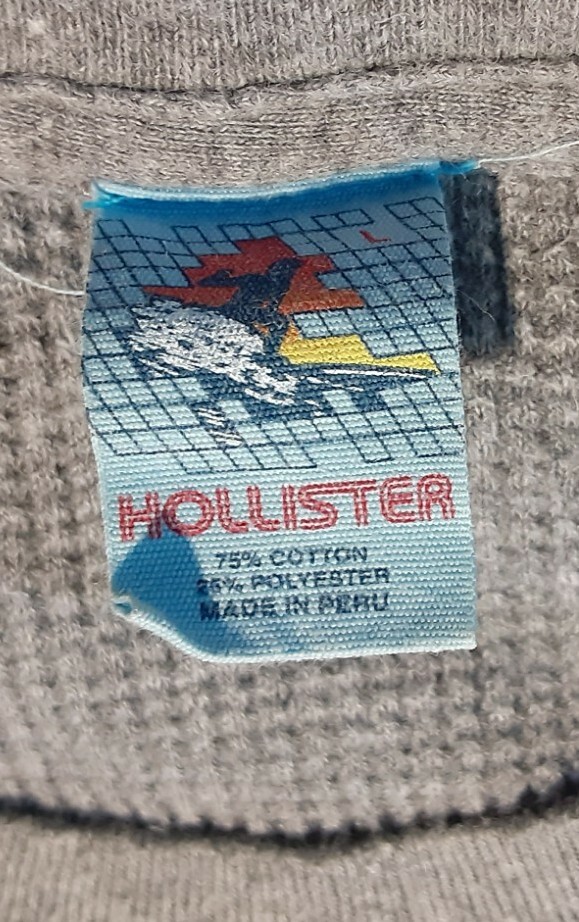 L
HOLLISTER
75% COTTON
25% POLYESTER
MADE IN PERU